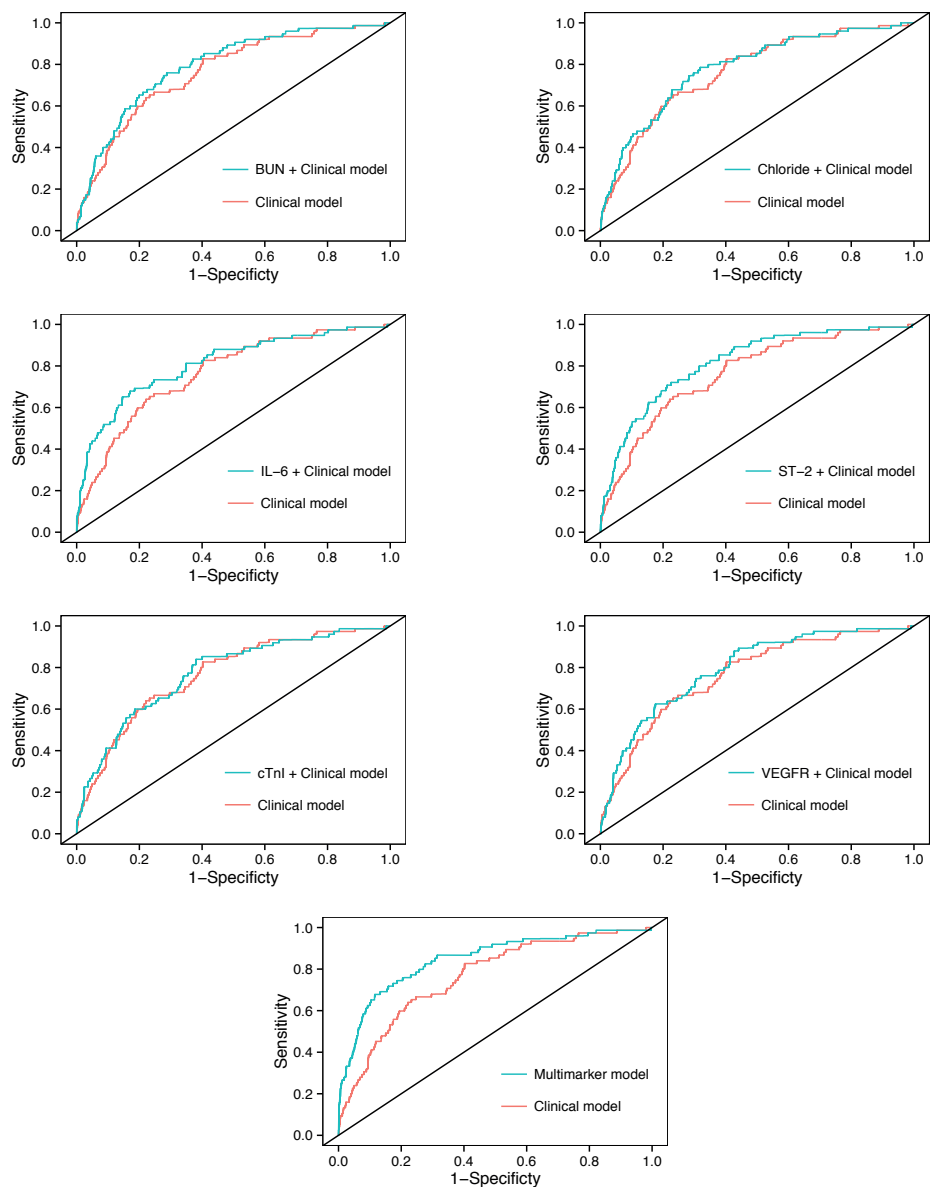 1.0
0.8
0.6
0.4
0.2
0.0
Sensitivity
BUN + Clinical model
Clinical model
0.0 0.2 0.4 0.6 0.8 1.0
1−Specificty
1.0
0.8
0.6
0.4
0.2
0.0
Sensitivity
Chloride + Clinical model
Clinical model
0.0 0.2 0.4 0.6 0.8 1.0
1−Specificty
1.0
0.8
0.6
0.4
0.2
0.0
Sensitivity
IL−6 + Clinical model
Clinical model
0.0 0.2 0.4 0.6 0.8 1.0
1−Specificty
1.0
0.8
0.6
0.4
0.2
0.0
Sensitivity
ST−2 + Clinical model
Clinical model
0.0 0.2 0.4 0.6 0.8 1.0
1−Specificty
1.0
0.8
0.6
0.4
0.2
0.0
Sensitivity
cTnI + Clinical model
Clinical model
0.0 0.2 0.4 0.6 0.8 1.0
1−Specificty
1.0
0.8
0.6
0.4
0.2
0.0
Sensitivity
VEGFR + Clinical model
Clinical model
0.0 0.2 0.4 0.6 0.8 1.0
1−Specificty
1.0
0.8
0.6
0.4
0.2
0.0
Sensitivity
Multimarker model
Clinical model
0.0 0.2 0.4 0.6 0.8 1.0
1−Specificty